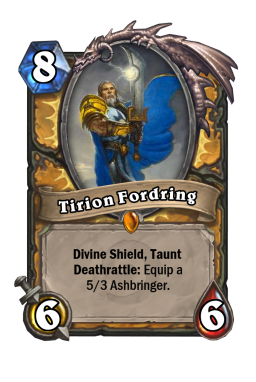 8
Tirion Fordring
Divine Shield, Taunt
Deathrattle: Equip a
5/3 Ashbringer.
6
6